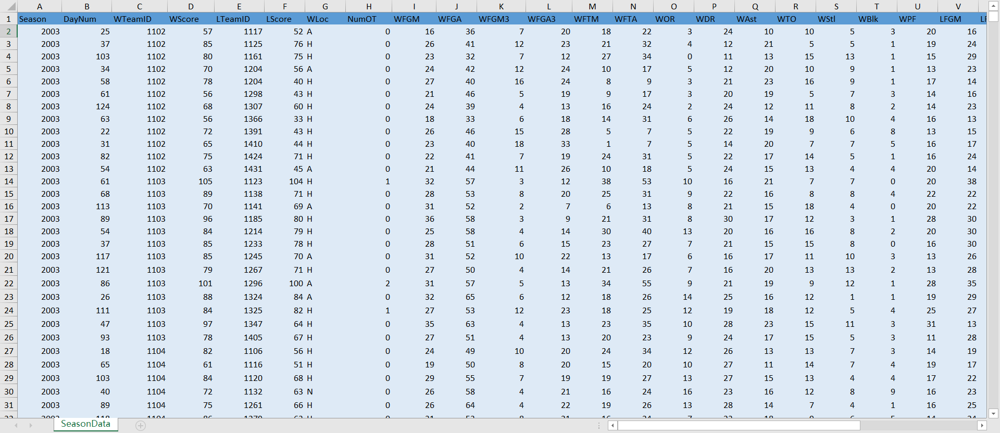 A B C D E F G H I J K L M N O P Q R S T U V
1 Season DayNum WTeamID WScore LTeamID LScore WLoc NumOT WFGM WFGA WFGM3 WFGA3 WFTM WFTA WOR WDR WAst WTO WStl WBlk WPF LFGM
2 2003 25 1102 57 1117 52 A 0 16 36 7 20 18 22 3 24 10 10 5 3 20 16
3 2003 37 1102 85 1125 76 H 0 26 41 12 23 21 32 4 12 21 5 5 1 19 24
4 2003 103 1102 80 1161 75 H 0 23 32 7 12 27 34 0 11 13 15 13 1 15 29
5 2003 34 1102 70 1204 56 A 0 24 42 12 24 10 17 5 12 20 10 9 1 13 23
6 2003 58 1102 78 1204 40 H 0 27 40 16 24 8 9 3 21 23 16 9 1 17 14
7 2003 61 1102 56 1298 43 H 0 21 46 5 19 9 17 3 20 19 5 7 3 14 16
8 2003 124 1102 68 1307 60 H 0 24 39 4 13 16 24 2 24 12 11 8 2 14 23
9 2003 63 1102 56 1366 33 H 0 18 33 6 18 14 31 6 26 14 18 10 4 16 13
10 2003 22 1102 72 1391 43 H 0 26 46 15 28 5 7 5 22 19 9 6 8 13 15
11 2003 31 1102 65 1410 44 H 0 23 40 18 33 1 7 5 14 20 7 7 5 16 17
12 2003 82 1102 75 1424 71 H 0 22 41 7 19 24 31 5 22 17 14 5 1 16 24
13 2003 54 1102 63 1431 45 A 0 21 44 11 26 10 18 5 24 15 13 4 4 20 14
14 2003 61 1103 105 1123 104 H 1 32 57 3 12 38 53 10 16 21 7 7 0 20 38
15 2003 68 1103 89 1138 71 H 0 28 53 8 20 25 31 9 22 16 8 8 4 22 22
16 2003 113 1103 70 1141 69 A 0 31 52 2 7 6 13 8 21 15 18 4 0 20 22
17 2003 89 1103 96 1185 80 H 0 36 58 3 9 21 31 8 30 17 12 3 1 28 30
18 2003 54 1103 84 1214 79 H 0 25 58 4 14 30 40 13 20 16 16 8 2 20 30
19 2003 37 1103 85 1233 78 H 0 28 51 6 15 23 27 7 21 15 15 8 0 16 30
20 2003 117 1103 85 1245 70 A 0 31 52 10 22 13 17 6 16 17 11 10 3 13 26
21 2003 121 1103 79 1267 71 H 0 27 50 4 14 21 26 7 16 20 13 13 2 13 28
22 2003 86 1103 101 1296 100 A 2 31 57 5 13 34 55 9 21 19 9 12 1 28 35
23 2003 26 1103 88 1324 84 A 0 32 65 6 12 18 26 14 25 16 12 1 1 19 29
24 2003 111 1103 84 1325 82 H 1 27 53 12 23 18 25 12 19 18 12 5 4 25 27
25 2003 47 1103 97 1347 64 H 0 35 63 4 13 23 35 10 28 23 15 11 3 31 13
26 2003 93 1103 78 1405 67 H 0 27 51 4 13 20 23 9 24 17 15 5 3 11 28
27 2003 18 1104 82 1106 56 H 0 24 49 10 20 24 34 12 26 13 13 7 3 14 19
28 2003 65 1104 61 1116 51 H 0 19 50 8 20 15 20 10 27 11 14 7 4 19 17
29 2003 103 1104 84 1120 68 H 0 29 55 7 19 19 27 13 27 15 13 4 4 17 22
30 2003 40 1104 72 1132 63 N 0 26 58 4 21 16 24 16 23 16 12 8 9 16 23
31 2003 89 1104 75 1261 66 H 0 26 64 4 22 19 26 13 28 14 7 4 1 16 25
SeasonData